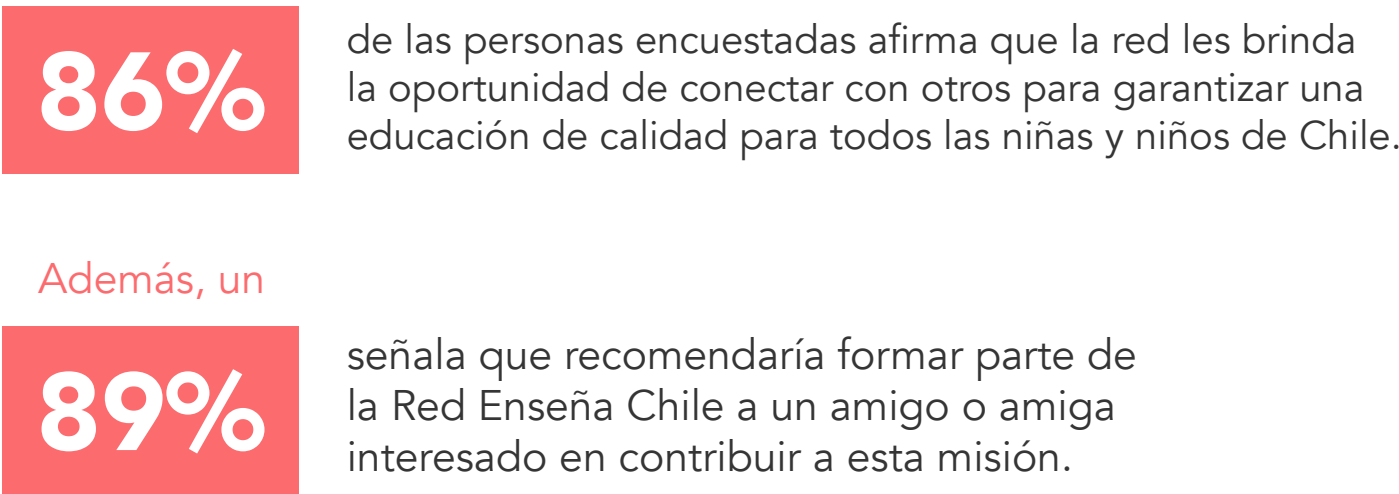 86%
de las personas encuestadas afirma que la red les brinda
la oportunidad de conectar con otros para garantizar una
educación de calidad para todos las niñas y niños de Chile.
Además, un
89%
señala que recomendaría formar parte de
la Red Enseña Chile a un amigo o amiga
interesado en contribuir a esta misión.